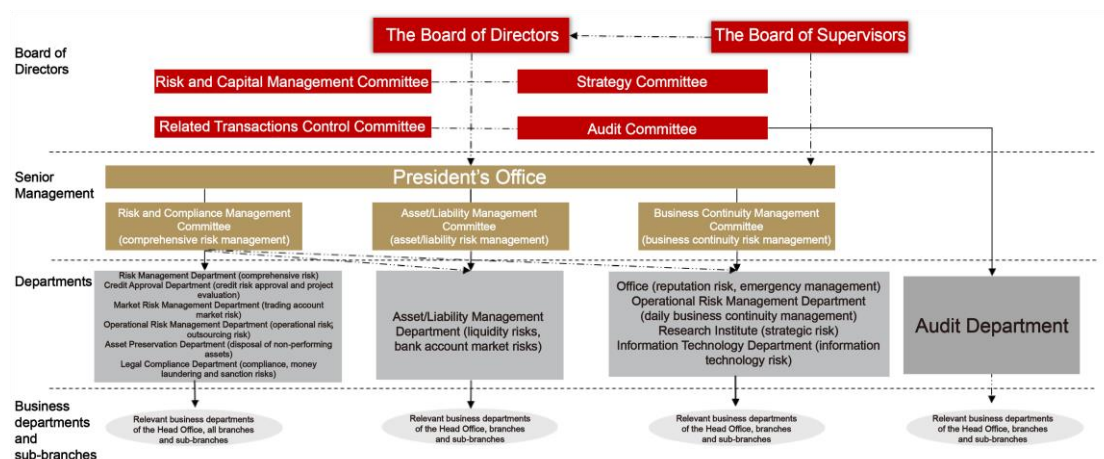 Board of
Directors
The Board of Directors
The Board of Supervisors
Risk and Capital Management Committee
Strategy Committee
Related Transactions Control Committee
Audit Committee
Senior
Management
President's Office
Risk and Compliance Management
Committee
(comprehensive risk management)
Asset/Liability Management
Committee
(asset/liability risk management)
Business Continuity Management
Committee
(business continuity risk management)
Departments
Risk Management Department (comprehensive risk)
Credit Approval Department (credit risk approval and project
evaluation)
Market Risk Management Department (trading account
market risk)
Operational Risk Management Department (operational risk;
outsourcing risk)
Asset Preservation Department (disposal of non-performing
assets)
Legal Compliance Department (compliance, money
laundering and sanction risks)
Asset/Liability Management
Department (liquidity risks,
bank account market risks)
Office (reputation risk, emergency management)
Operational Risk Management Department
(daily business continuity management)
Research Institute (strategic risk)
Information Technology Department (information
technology risk)
Audit Department
Business
departments
and
sub-branches
Relevant business departments
of the Head Office, all branches
and sub-branches
Relevant business departments
of the Head Office, branches
and sub-branches
Relevant business departments
of the Head Office, branches
and sub-branches
Relevant business departments
of the Head Office, branches
and sub-branches